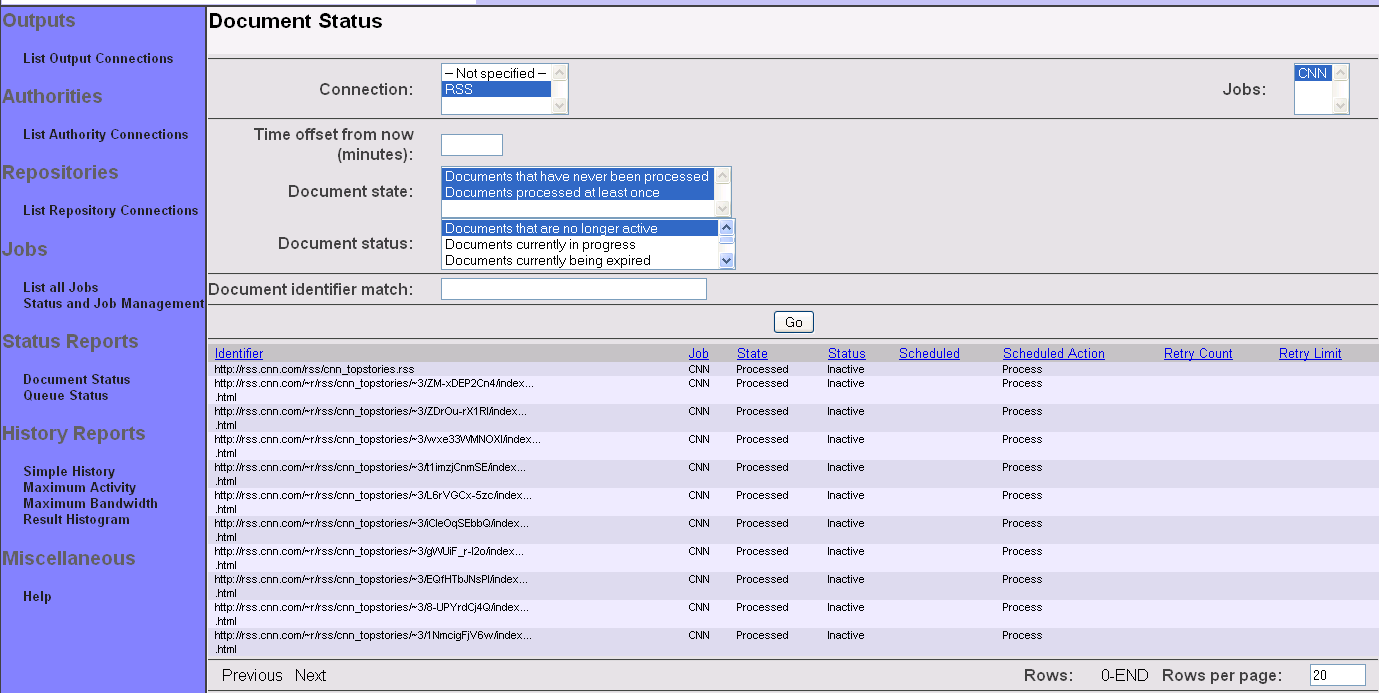 Outputs
List Output Connections
Authorities
List Authority Connections
Repositories
List Repository Connections
Jobs
List all Jobs
Status and Job Management
Status Reports
Document Status
Queue Status
History Reports
Simple History
Maximum Activity
Maximum Bandwidth
Result Histogram
Miscellaneous
Help
Document Status
Connection:
-- Not specified --
RSS
Jobs:
CNN
Time offset from now
(minutes):
Document state:
Documents that have never been processed
Documents processed at least once
Document status:
Documents that are no longer active
Documents currently in progress
Documents currently being expired
Document identifier match:
Go
Identifier Job State Status Scheduled Scheduled Action Retry Count Retry Limit
http://rss.cnn.com/rss/cnn_topstories.rss CNN Processed Inactive Process
http://rss.cnn.com/~r/rss/cnn_topstories/~3/ZM-xDEP2Cn4/index... CNN Processed Inactive Process
.html
http://rss.cnn.com/~r/rss/cnn_topstories/~3/ZDrOu-rX1RI/index... CNN Processed Inactive Process
.html
http://rss.cnn.com/~r/rss/cnn_topstories/~3/wxe33WMNOXI/index... CNN Processed Inactive Process
.html
http://rss.cnn.com/~r/rss/cnn_topstories/~3/t1imzjCnmSE/index... CNN Processed Inactive Process
.html
http://rss.cnn.com/~r/rss/cnn_topstories/~3/L6rVGCx-5zc/index... CNN Processed Inactive Process
.html
http://rss.cnn.com/~r/rss/cnn_topstories/~3/iCIeOqSEbbQ/index... CNN Processed Inactive Process
.html
http://rss.cnn.com/~r/rss/cnn_topstories/~3/gWUiF_r-I2o/index... CNN Processed Inactive Process
.html
http://rss.cnn.com/~r/rss/cnn_topstories/~3/EQfHTbJNsPI/index... CNN Processed Inactive Process
.html
http://rss.cnn.com/~r/rss/cnn_topstories/~3/8-UPYrdCj4Q/index... CNN Processed Inactive Process
.html
http://rss.cnn.com/~r/rss/cnn_topstories/~3/1NmcigFjV6w/index... CNN Processed Inactive Process
.html
Previous Next Rows: 0-END Rows per page: 20